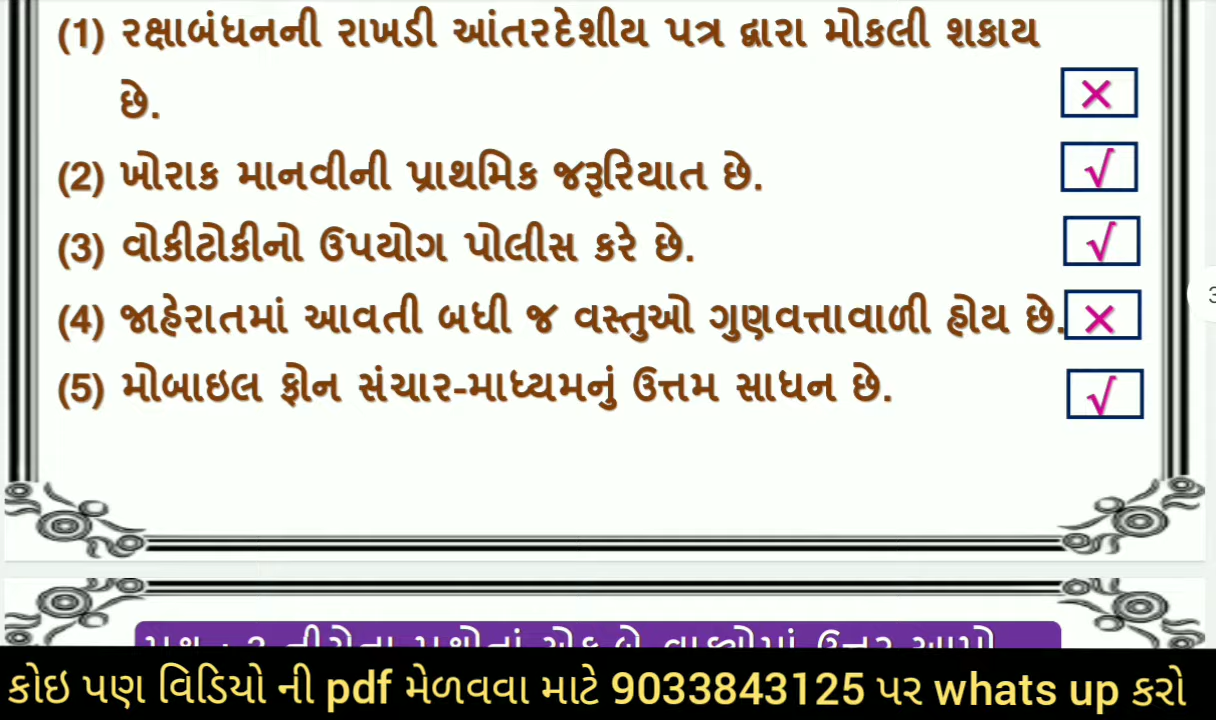 (1) રક્ષાબંધનની રાખડી આંતરદેશીય પત્ર દ્વારા મોકલી શકાય
છે. ×
(2) ખોરાક માનવીની પ્રાથમિક જરૂરિયાત છે. √
(3) વોકીટોકીનો ઉપયોગ પોલીસ કરે છે. √
(4) જાહેરાતમાં આવતી બધી જ વસ્તુઓ ગુણવત્તાવાળી હોય છે. ×
(5) મોબાઇલ ફોન સંચાર-માધ્યમનું ઉત્તમ સાધન છે. √
કોઇ પણ વિડિયો ની pdf મેળવવા માટે 9033843125 પર whats up કરો